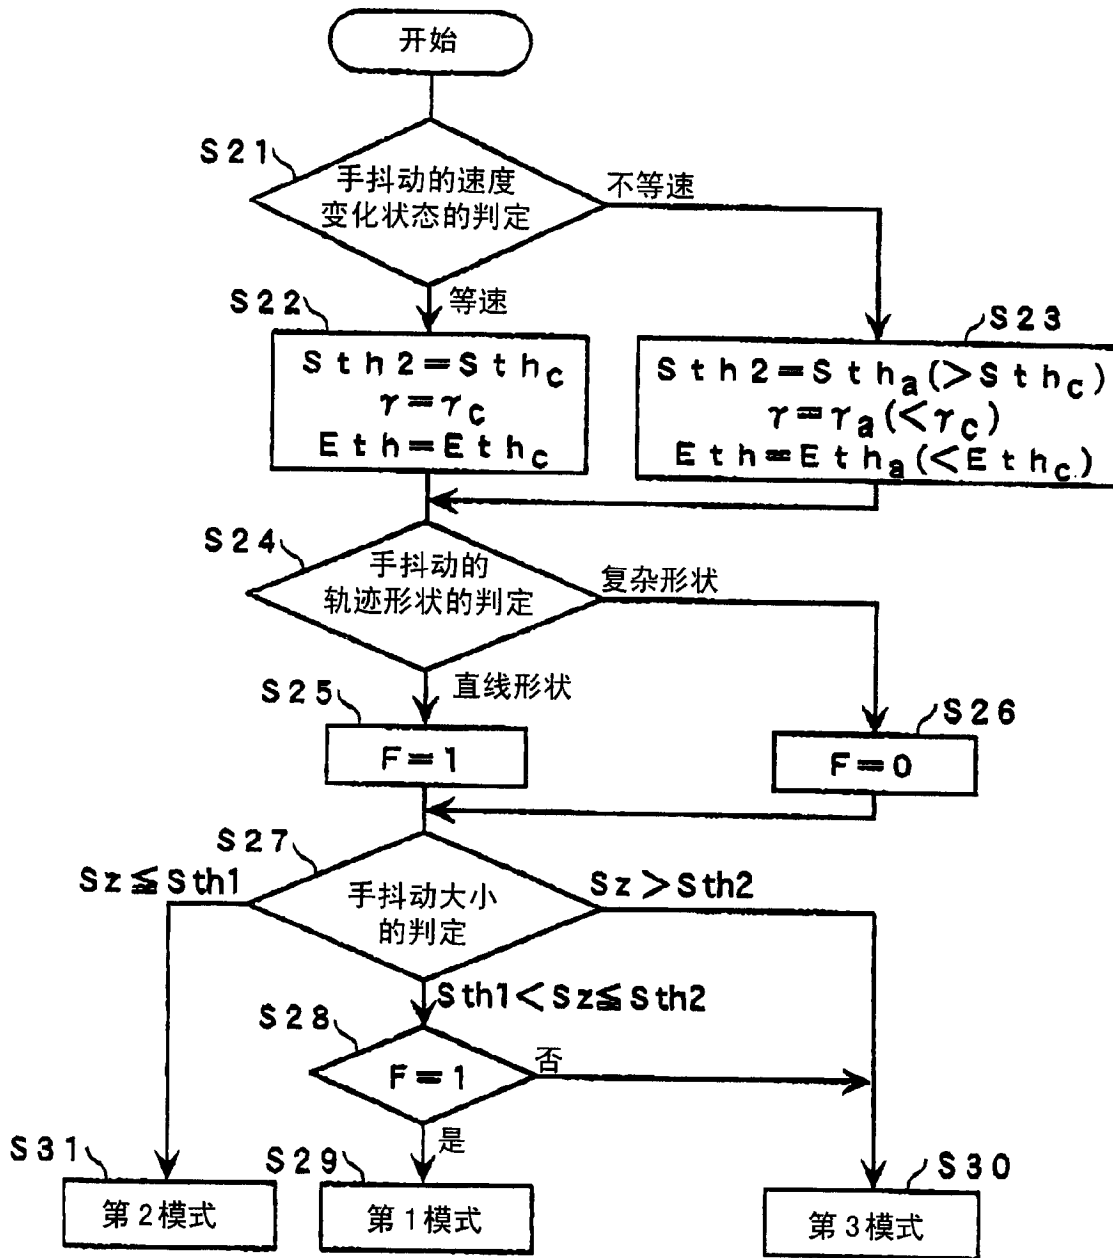 开始
S21
手抖动的速度
变化状态的判定
不等速
等速
S22
Sth2=Sthc
γ=γc
Eth=Ethc
S23
Sth2=Stha(>Sthc)
γ=γa(<γc)
Eth=Etha(<Ethc)
S24
手抖动的
轨迹形状的判定
复杂形状
直线形状
S25
F=1
S26
F=0
S27
手抖动大小
的判定
Sz≦Sth1
Sz>Sth2
Sth1<Sz≦Sth2
S28
F=1
否
是
S31
第2模式
S29
第1模式
S30
第3模式